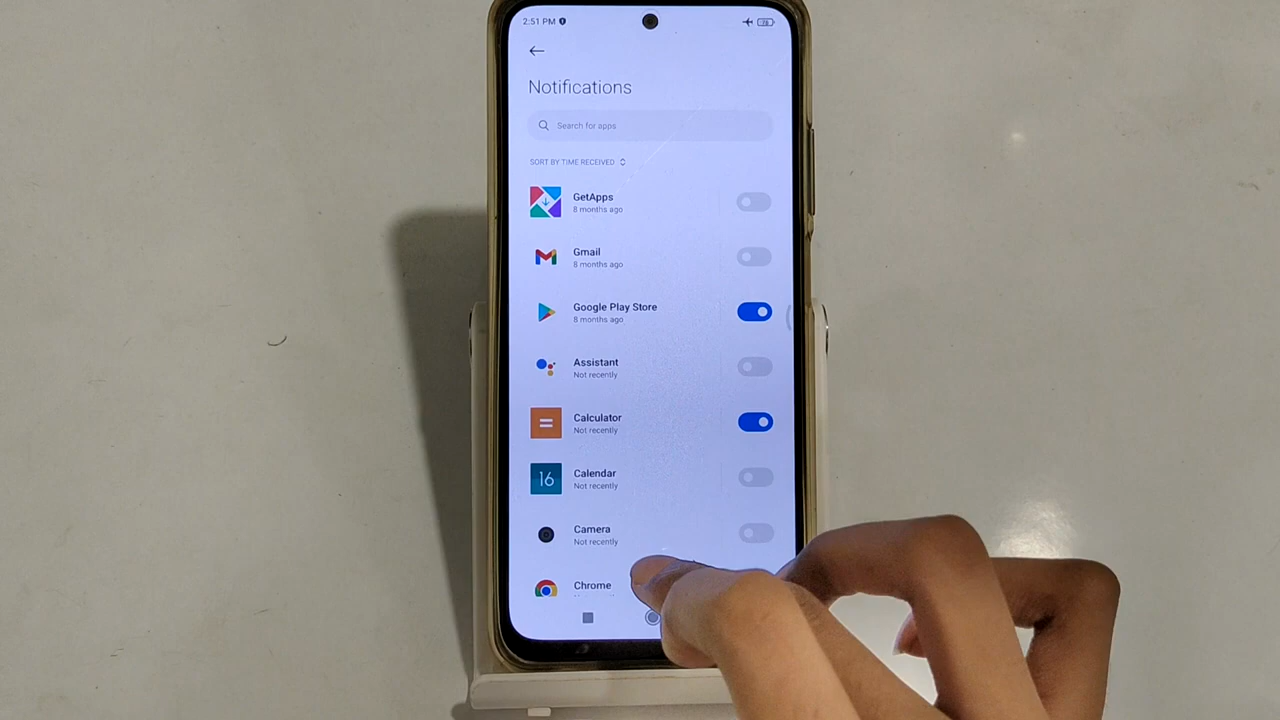 2:51 PM
78
Notifications
Search for apps
SORT BY TIME RECEIVED
GetApps
8 months ago
Gmail
8 months ago
Google Play Store
8 months ago
Assistant
Not recently
Calculator
Not recently
16
Calendar
Not recently
Camera
Not recently
Chrome